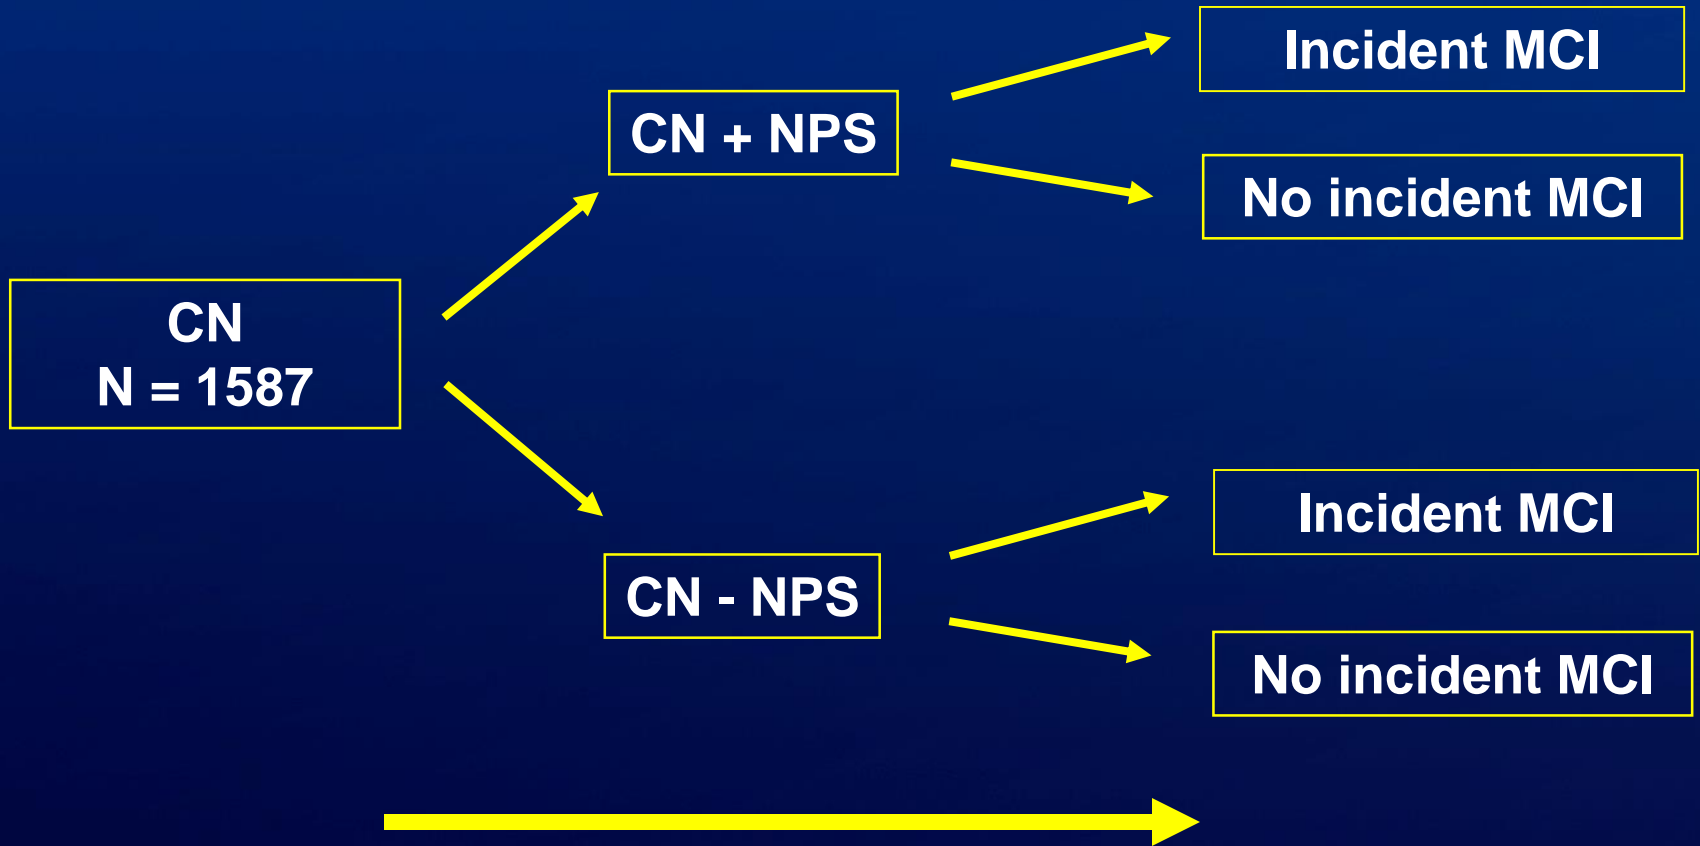 Incident MCI
CN + NPS
No incident MCI
CN
N = 1587
Incident MCI
CN - NPS
No incident MCI